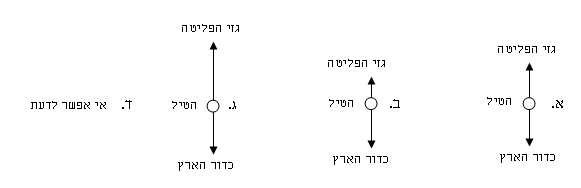 א.
גזי הפליטה
הטיל
כדור הארץ
ב.
גזי הפליטה
הטיל
כדור הארץ
ג.
גזי הפליטה
הטיל
כדור הארץ
ד. אי אפשר לדעת